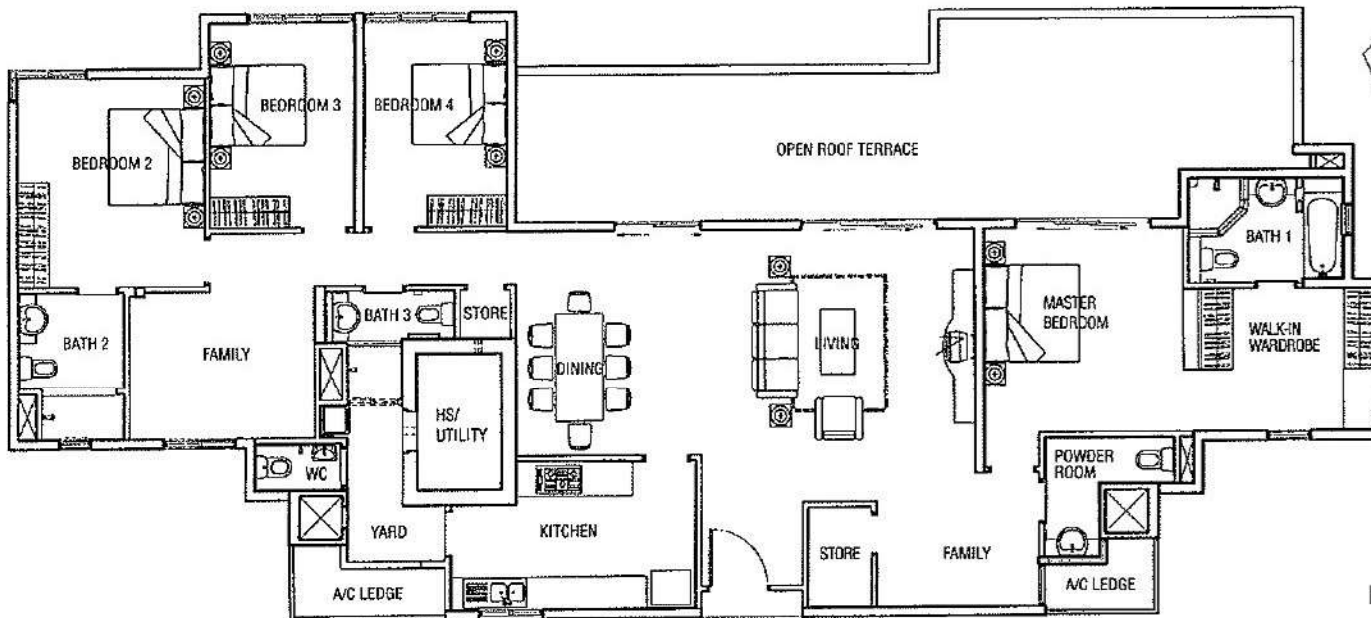 BEDROOM 3
BEDROOM 4
BEDROOM 2
OPEN ROOF TERRACE
BATH 1
BATH 3
STORE
MASTER
BEDROOM
WALK-IN
WARDROBE
BATH 2
FAMILY
DINING
LIVING
HS/
UTILITY
WC
POWDER
ROOM
YARD
KITCHEN
STORE
FAMILY
A/C LEDGE
A/C LEDGE